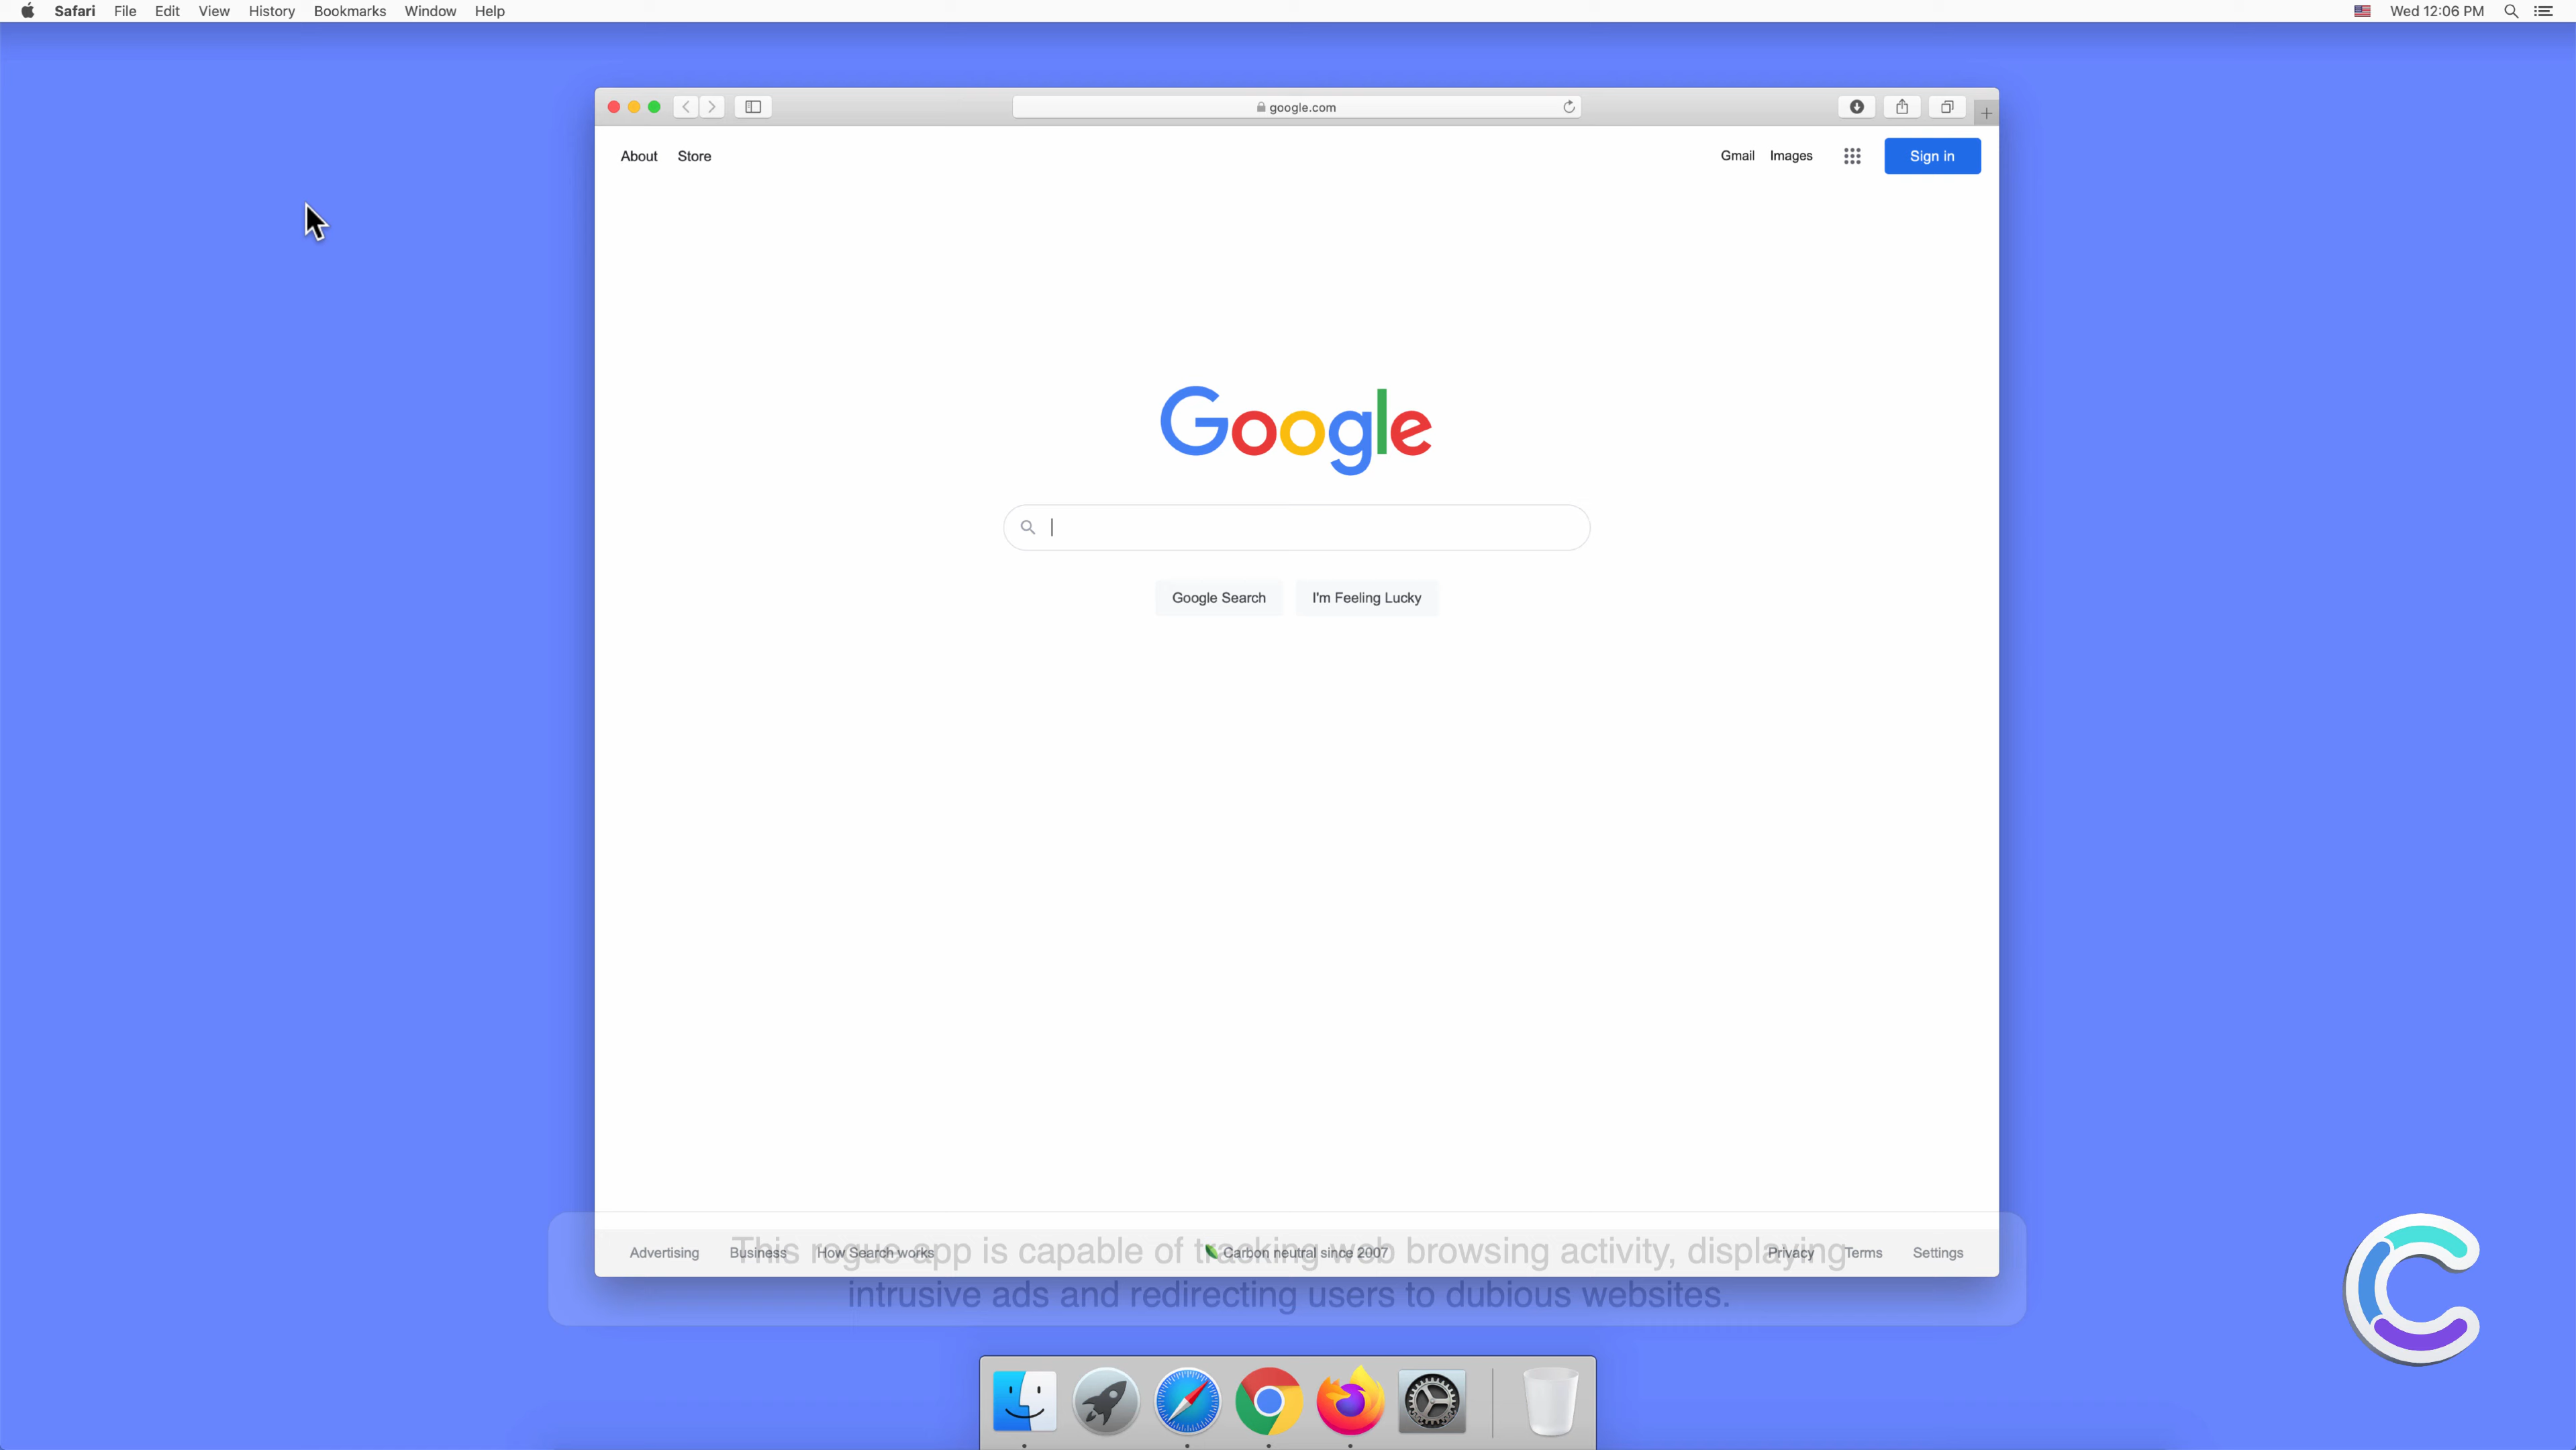 Safari File Edit View History Bookmarks Window Help
Wed 12:06 PM
google.com
About Store
Gmail Images Sign in
Google
Google Search I'm Feeling Lucky
Advertising Business How Search works Carbon neutral since 2007 Privacy Terms Settings
This rogue app is capable of tracking web browsing activity, displaying
intrusive ads and redirecting users to dubious websites.